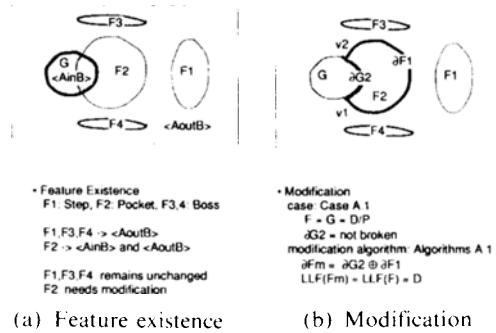 F3
G
<AinB>
F2
F1
F4
<AoutB>
• Feature Existence
F1: Step, F2: Pocket, F3,4: Boss
F1,F3,F4 -> <AoutB>
F2 -> <AinB> and <AoutB>
F1,F3,F4 remains unchanged
F2 needs modification
(a) Feature existence
F3
v2
∂F1
G
∂G2
F1
F2
v1
F4
• Modification
case: Case A 1
F = G = D/P
∂G2 = not broken
modification algorithm: Algorithms A 1
∂Fm = ∂G2 ⊕ ∂F1
LLF(Fm) = LLF(F) = D
(b) Modification